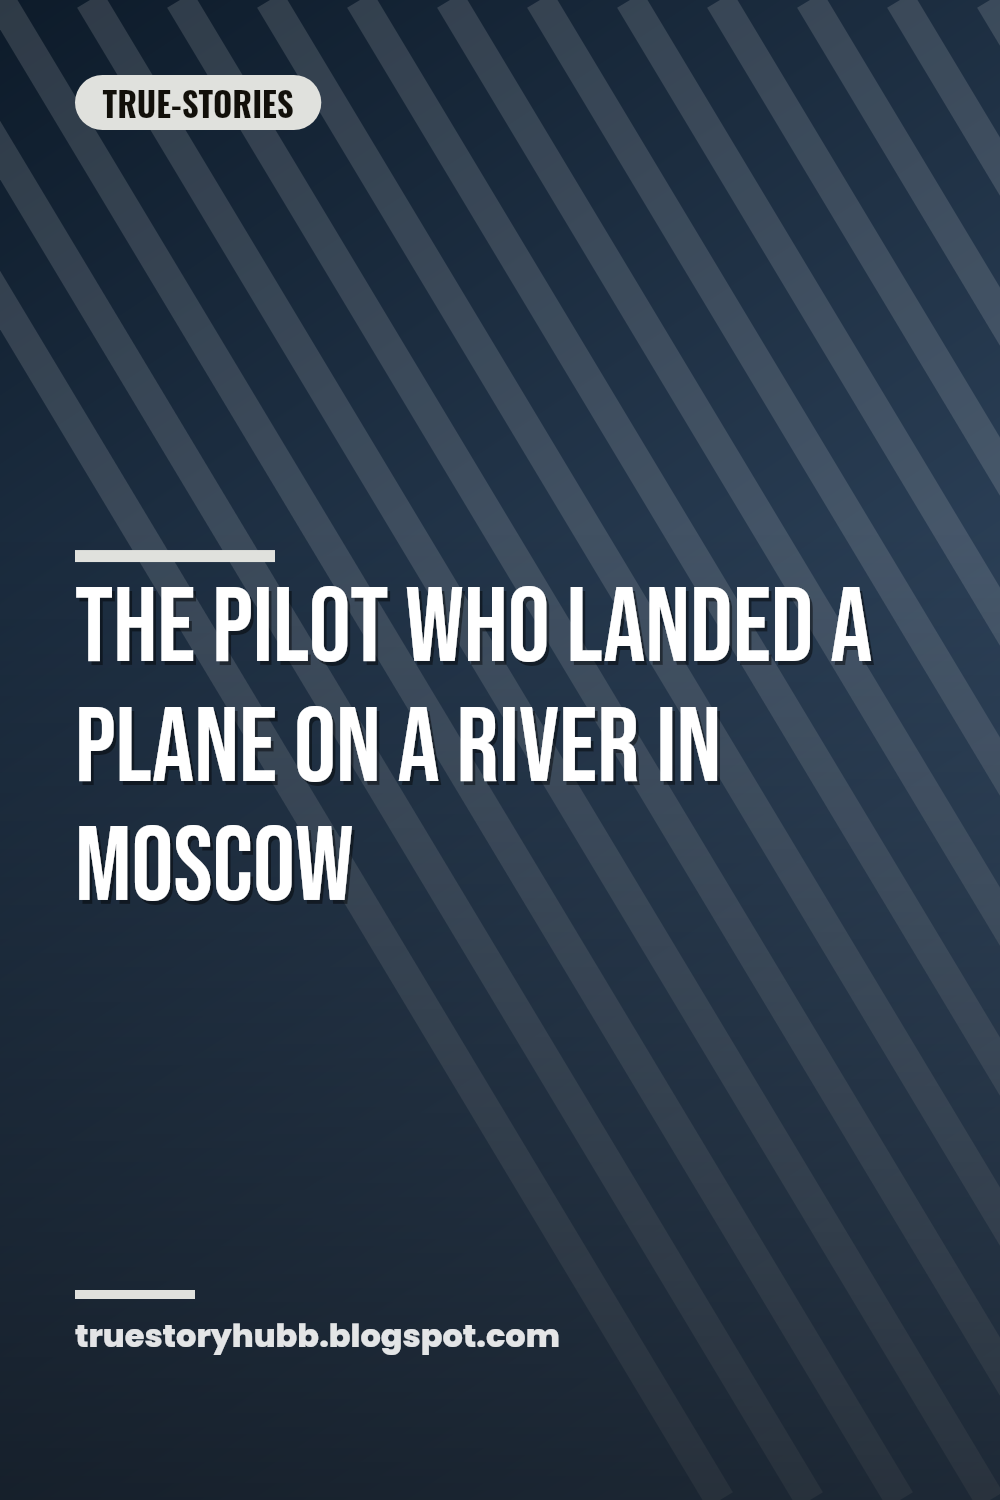 TRUE-STORIES
THE PILOT WHO LANDED A
PLANE ON A RIVER IN
MOSCOW
truestoryhubb.blogspot.com